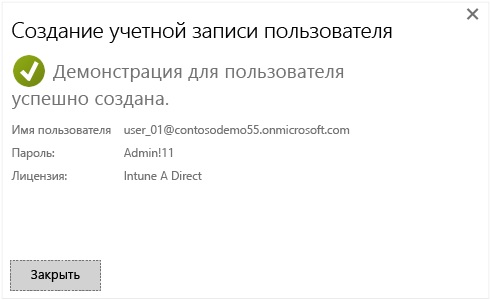 Создание учетной записи пользователя
Демонстрация для пользователя
успешно создана.
Имя пользователя user_01@contosodemo55.onmicrosoft.com
Пароль: Admin!11
Лицензия: Intune A Direct
Закрыть